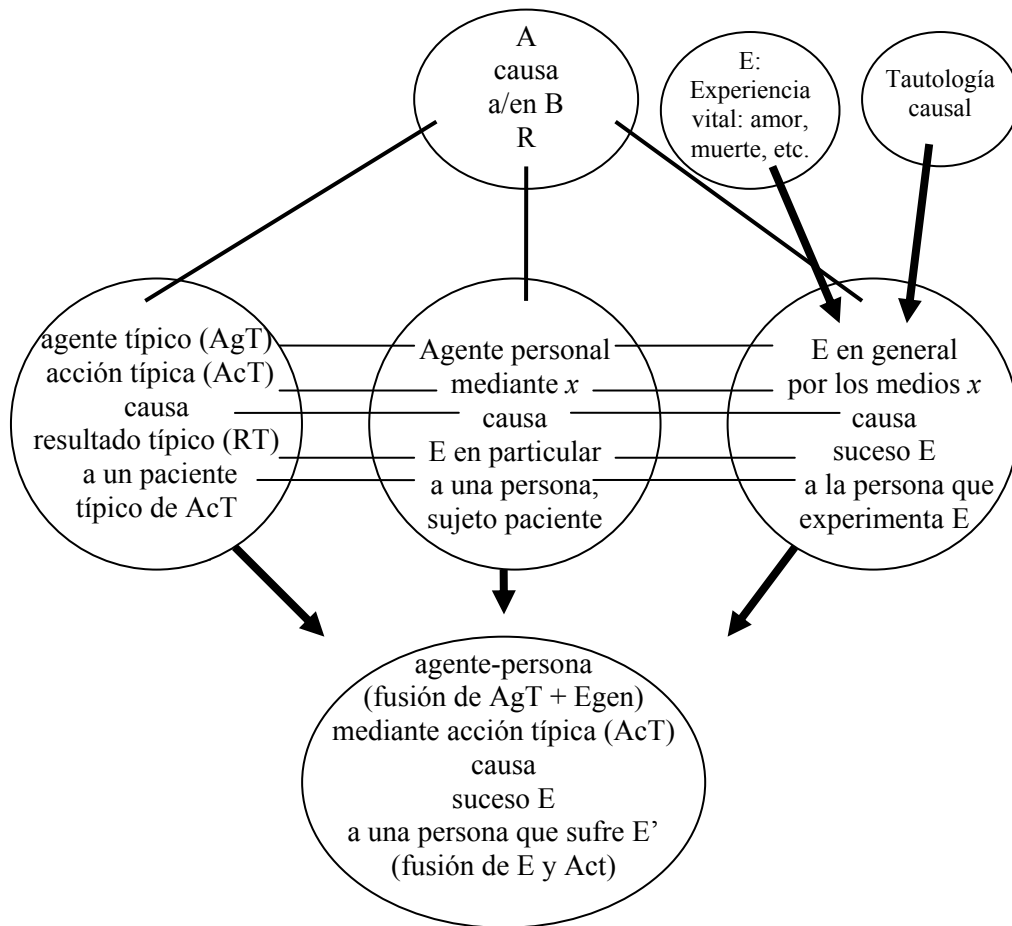 A
causa
a/en B
R
E:
Experiencia
vital: amor,
muerte, etc.
Tautología
causal
agente típico (AgT)
acción típica (AcT)
causa
resultado típico (RT)
a un paciente
típico de AcT
Agente personal
mediante x
causa
E en particular
a una persona,
sujeto paciente
E en general
por los medios x
causa
suceso E
a la persona que
experimenta E
agente-persona
(fusión de AgT + Egen)
mediante acción típica (AcT)
causa
suceso E
a una persona que sufre E’
(fusión de E y Act)